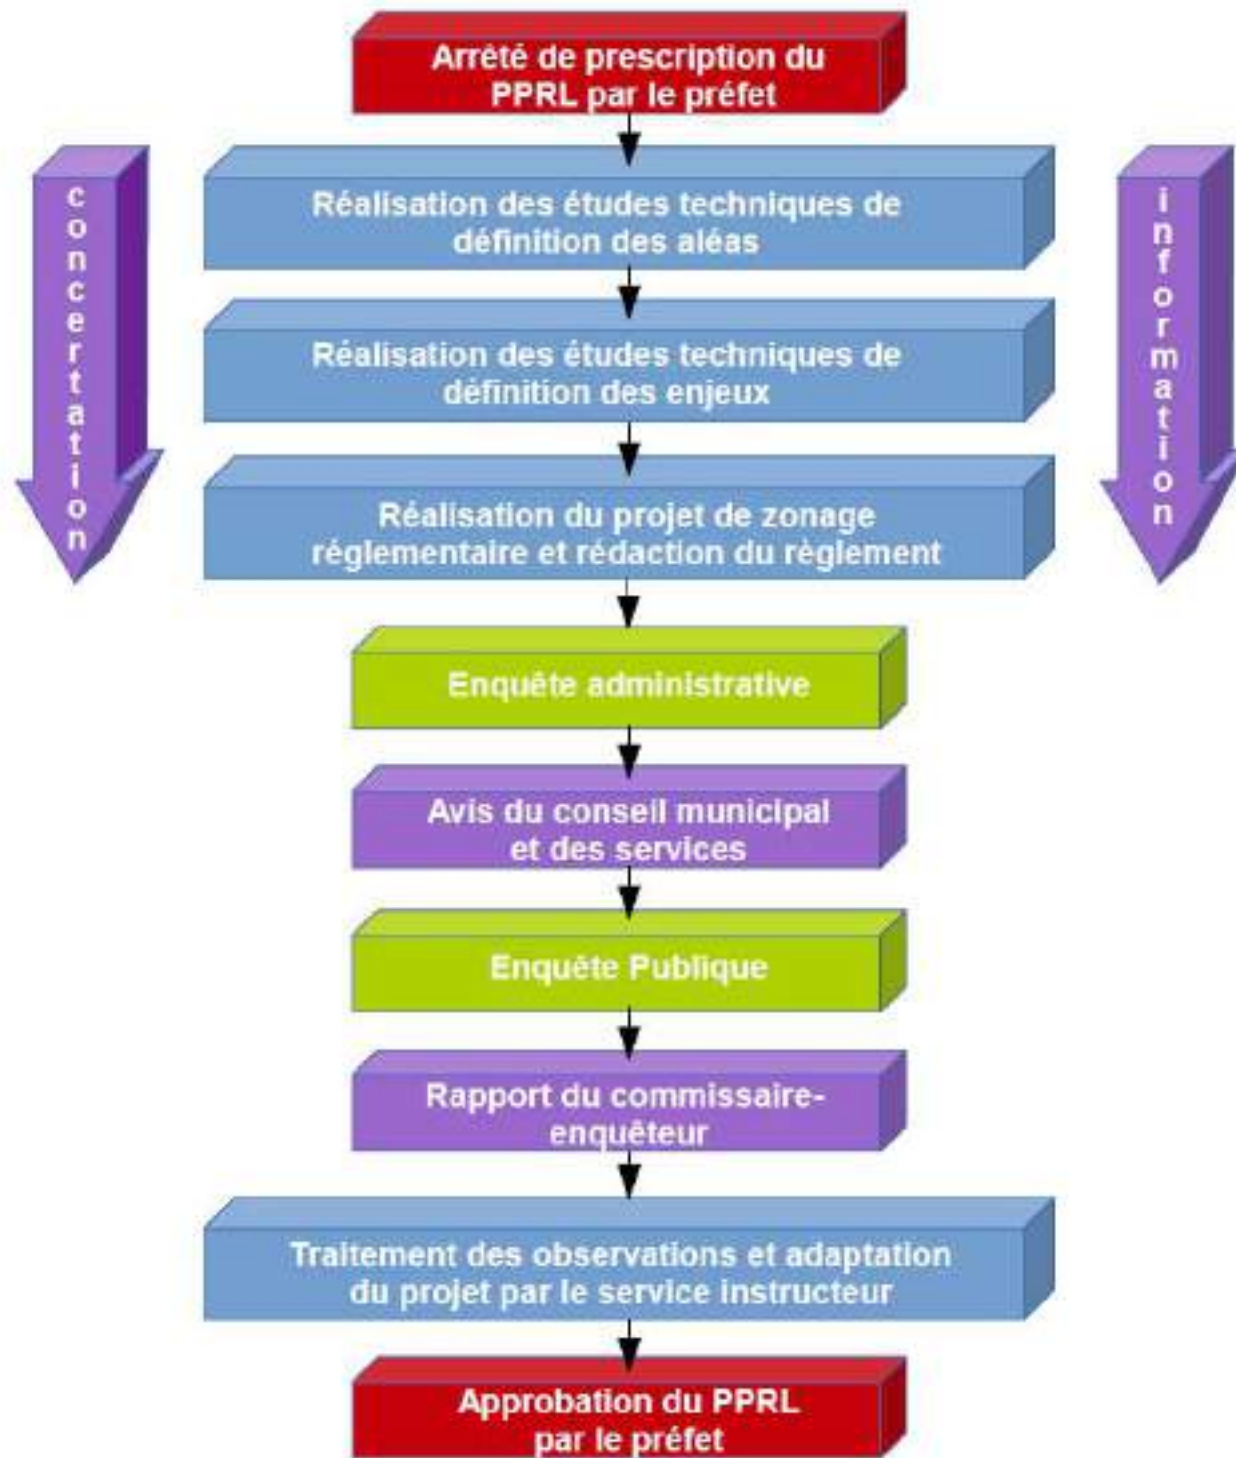 Arrêté de prescription du
PPRL par le préfet
concertation
information
Réalisation des études techniques de
définition des aléas
Réalisation des études techniques de
définition des enjeux
Réalisation du projet de zonage
réglementaire et rédaction du règlement
Enquête administrative
Avis du conseil municipal
et des services
Enquête Publique
Rapport du commissaire-
enquêteur
Traitement des observations et adaptation
du projet par le service instructeur
Approbation du PPRL
par le préfet